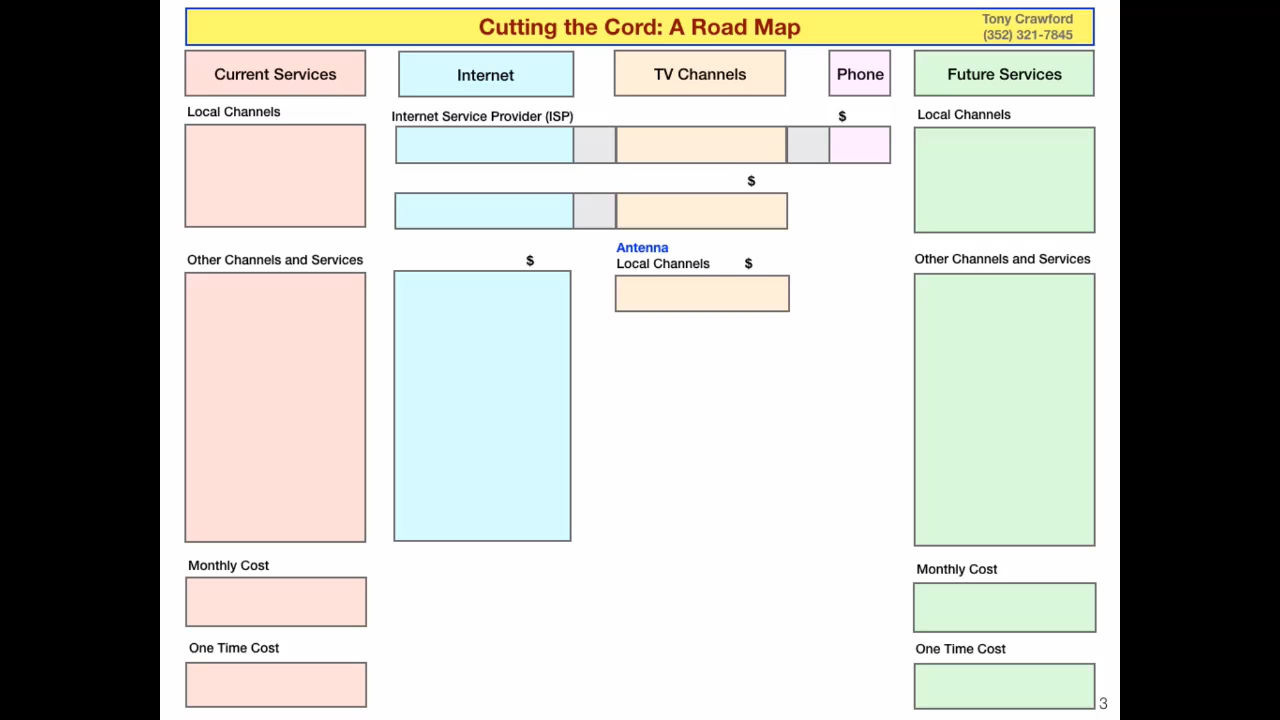 Cutting the Cord: A Road Map
Tony Crawford
(352) 321-7845
Current Services
Internet
TV Channels
Phone
Future Services
Local Channels
Internet Service Provider (ISP)
$
Local Channels
$
Antenna
Local Channels $
Other Channels and Services
$
Other Channels and Services
Monthly Cost
Monthly Cost
One Time Cost
One Time Cost
3